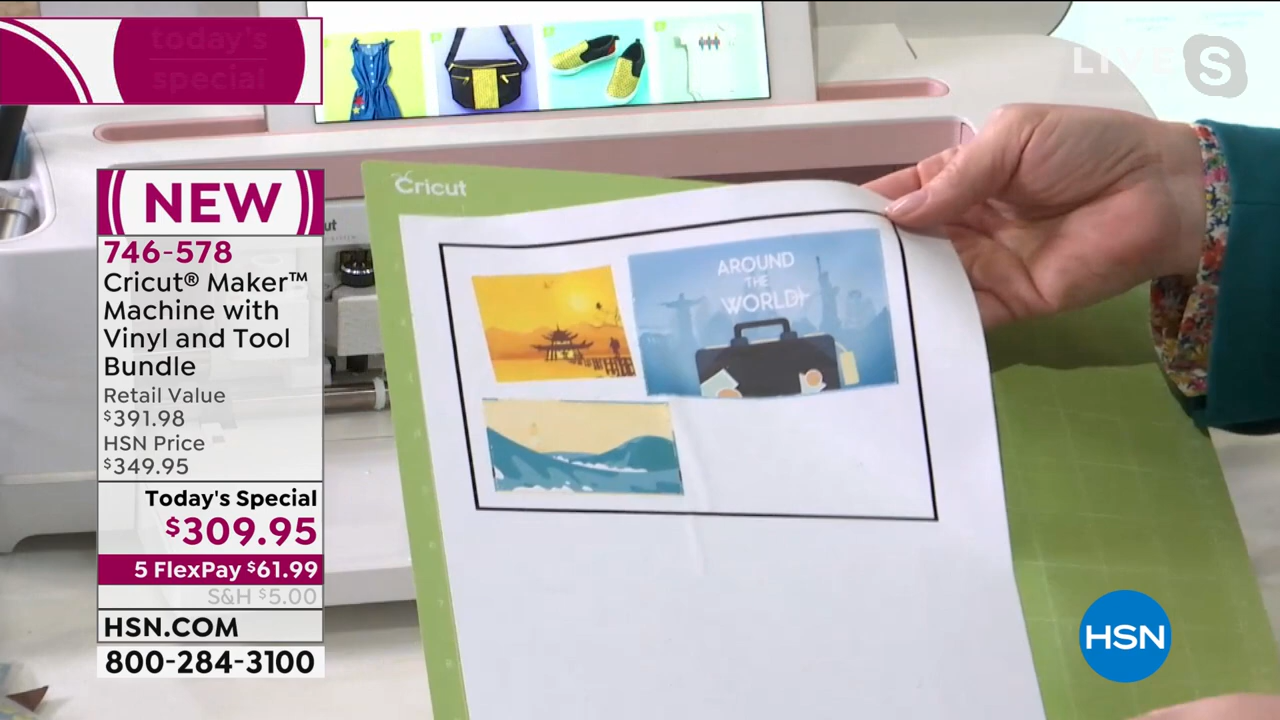 today's
special
LIVE S
Cricut
NEW
746-578
Cricut® Maker™
Machine with
Vinyl and Tool
Bundle
Retail Value
$391.98
HSN Price
$349.95
Today's Special
$309.95
5 FlexPay $61.99
S&H $5.00
HSN.COM
800-284-3100
AROUND
THE
WORLD
HSN